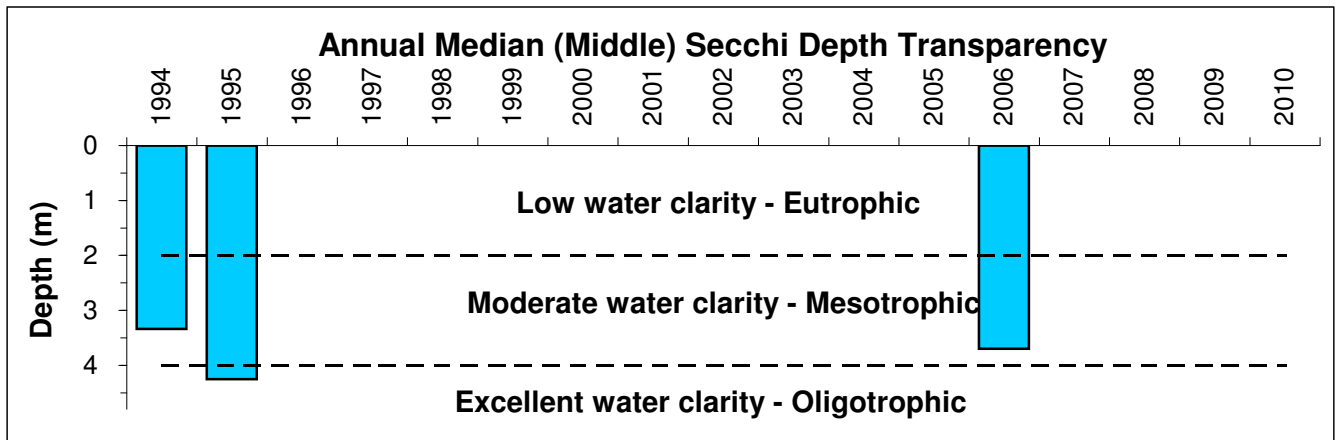 Annual Median (Middle) Secchi Depth Transparency
1994 1995 1996 1997 1998 1999 2000 2001 2002 2003 2004 2005 2006 2007 2008 2009 2010
0
1
2
3
4
Depth (m)
Low water clarity - Eutrophic
Moderate water clarity - Mesotrophic
Excellent water clarity - Oligotrophic